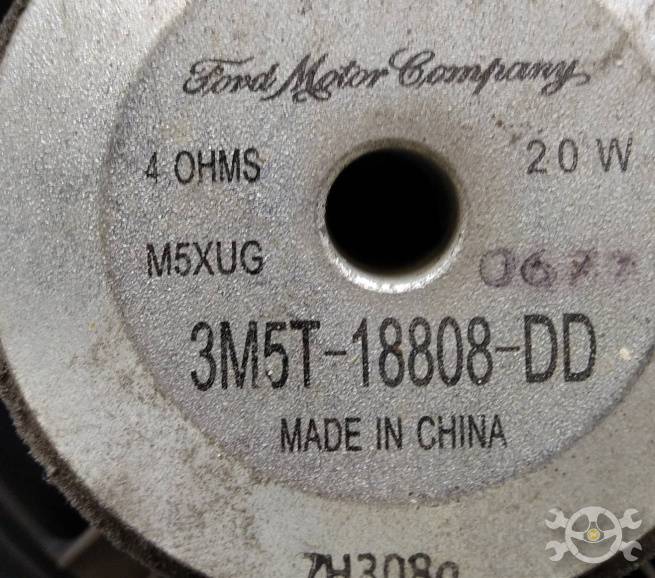 Ford Motor Company
4 OHMS 20 W
M5XUG
3M5T-18808-DD
MADE IN CHINA